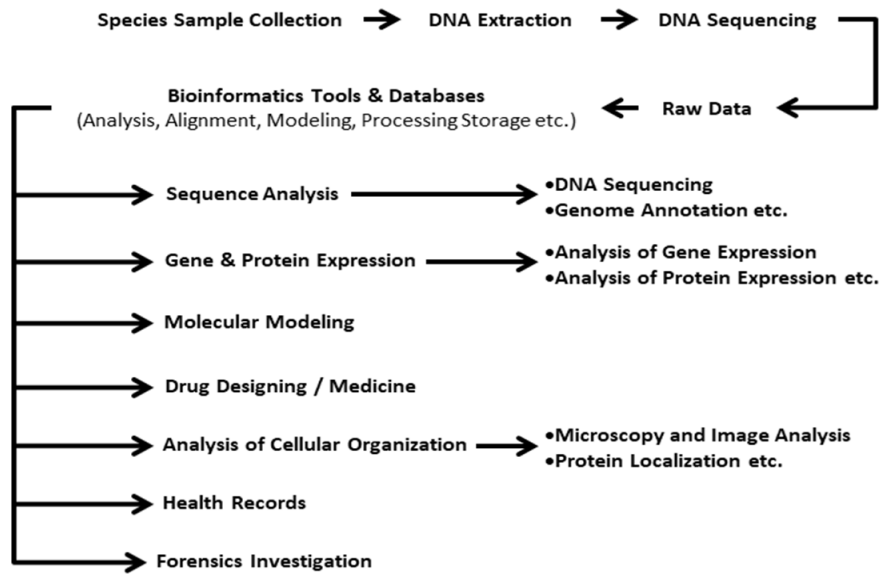 Species Sample Collection DNA Extraction DNA Sequencing
Bioinformatics Tools & Databases
(Analysis, Alignment, Modeling, Processing Storage etc.)
Raw Data
Sequence Analysis
•DNA Sequencing
•Genome Annotation etc.
Gene & Protein Expression
•Analysis of Gene Expression
•Analysis of Protein Expression etc.
Molecular Modeling
Drug Designing / Medicine
Analysis of Cellular Organization
•Microscopy and Image Analysis
•Protein Localization etc.
Health Records
Forensics Investigation